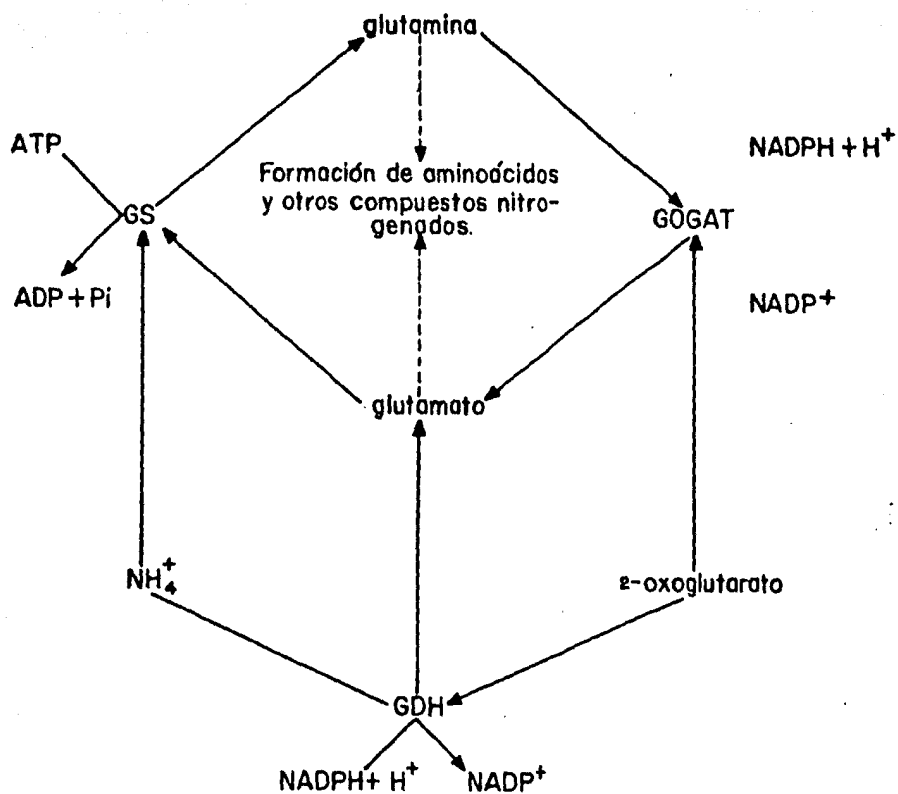 glutamina
ATP
NADPH + H⁺
Formación de aminoácidos
y otros compuestos nitro-
genados.
GS
GOGAT
ADP + Pi
NADP⁺
glutamato
NH₄⁺
2-oxoglutarato
GDH
NADPH + H⁺
NADP⁺